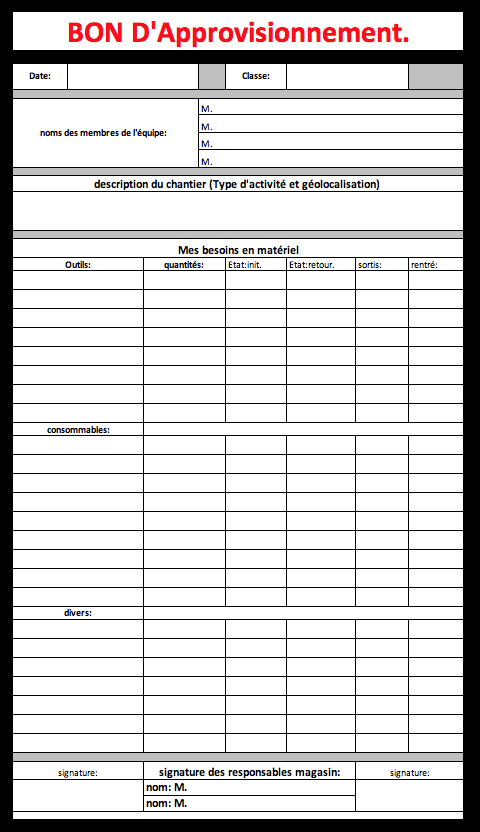 BON D'Approvisionnement.
Date: Classe:
noms des membres de l'équipe:
M.
M.
M.
M.
description du chantier (Type d'activité et géolocalisation)
Mes besoins en matériel
Outils: quantités: Etat:init. Etat:retour. sortis: rentré:
consommables:
divers:
signature: signature des responsables magasin: signature:
nom: M.
nom: M.